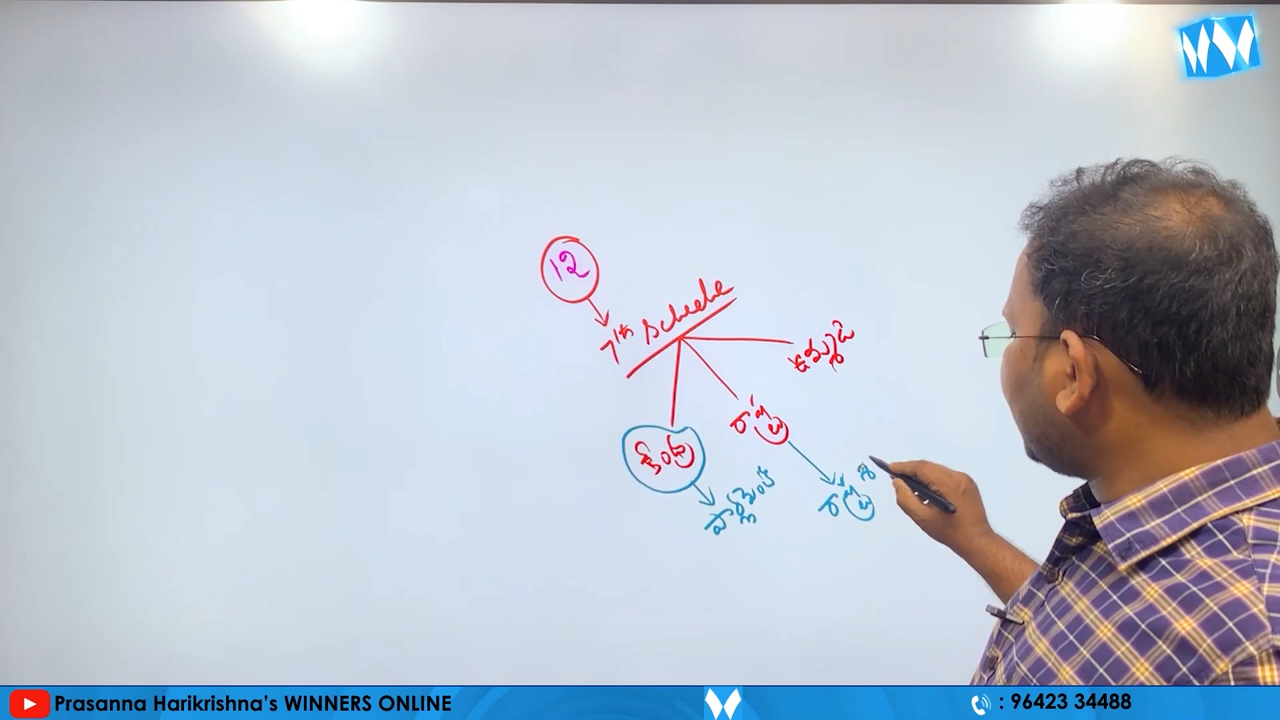 12
7th Schedule
ఉమ్మడి
రాష్ట్ర
కేంద్ర
పార్లమెంట్
రాష్ట్ర శ
Prasanna Harikrishna's WINNERS ONLINE
: 96423 34488